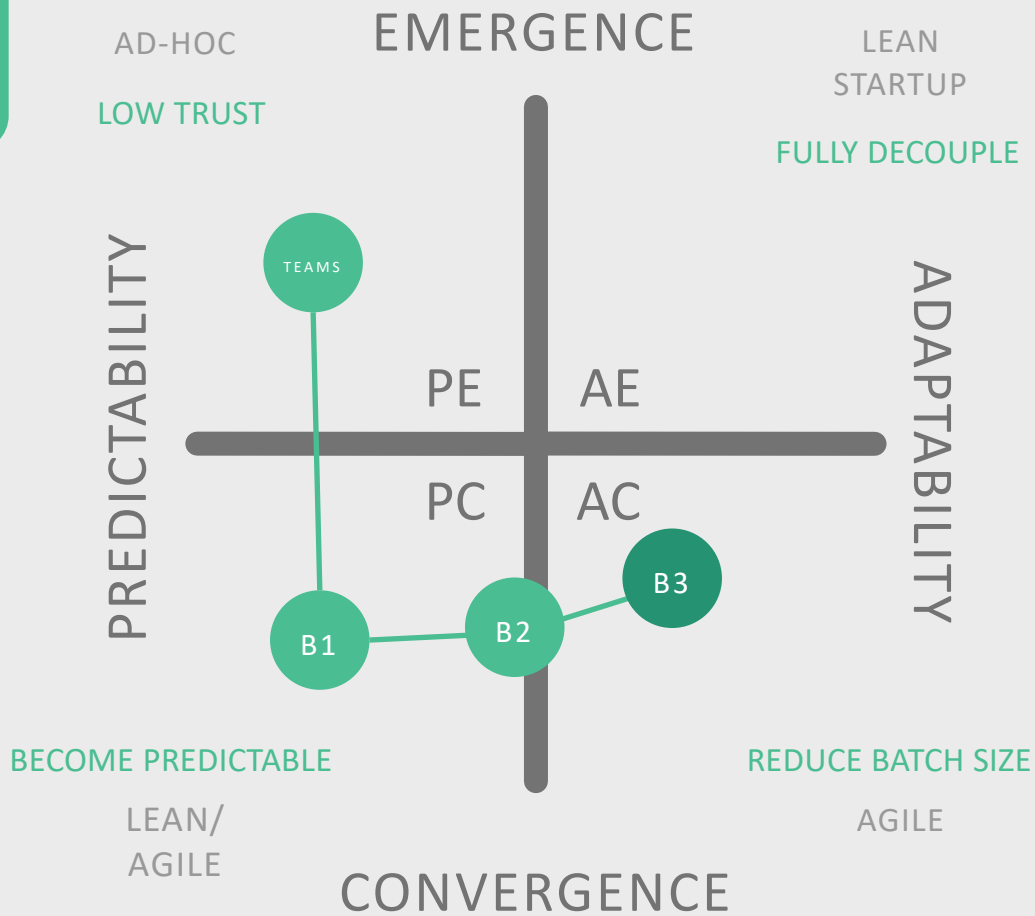 EMERGENCE
AD-HOC
LOW TRUST
LEAN
STARTUP
FULLY DECOUPLE
PREDICTABILITY
ADAPTABILITY
TEAMS
PE
AE
PC
AC
B1
B2
B3
BECOME PREDICTABLE
LEAN/
AGILE
REDUCE BATCH SIZE
AGILE
CONVERGENCE